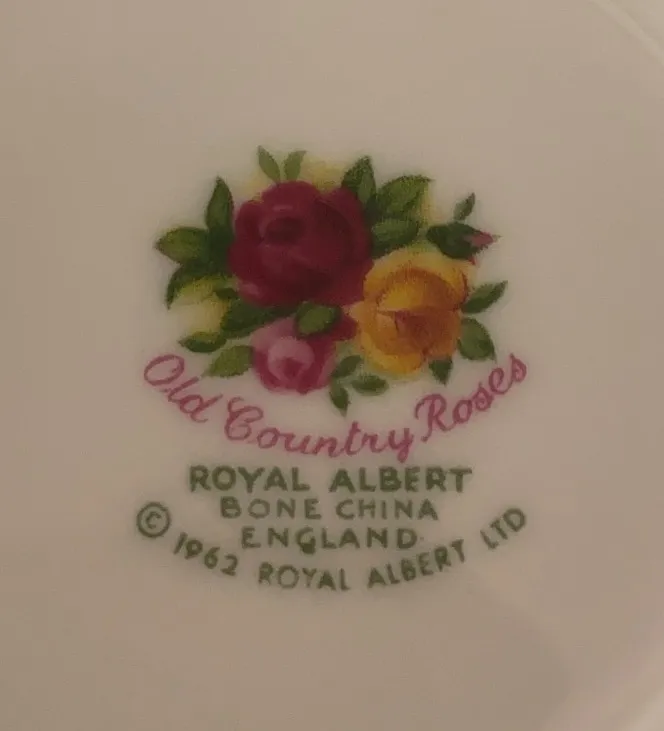 Old Country Roses
ROYAL ALBERT
BONE CHINA
ENGLAND
© 1962 ROYAL ALBERT LTD